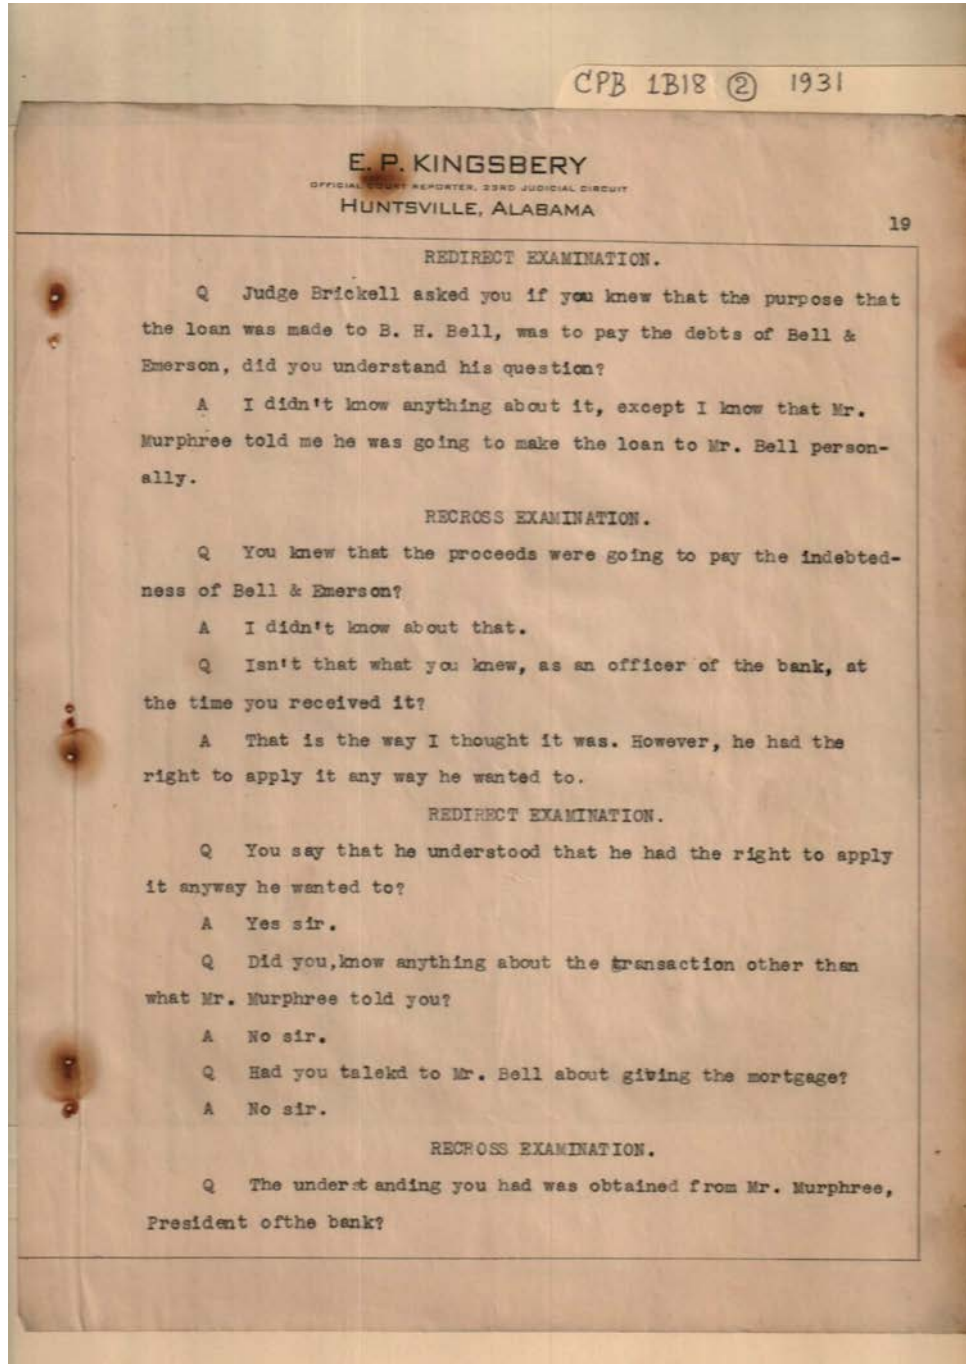 CPB 1B18 ② 1931
E. P. KINGSBERY
OFFICIAL COURT REPORTER, 23RD JUDICIAL CIRCUIT
HUNTSVILLE, ALABAMA
19
REDIRECT EXAMINATION.
Q Judge Brickell asked you if you knew that the purpose that
the loan was made to B. H. Bell, was to pay the debts of Bell &
Emerson, did you understand his question?
A I didn't know anything about it, except I know that Mr.
Murphree told me he was going to make the loan to Mr. Bell person-
ally.
RECROSS EXAMINATION.
Q You knew that the proceeds were going to pay the indebted-
ness of Bell & Emerson?
A I didn't know about that.
Q Isn't that what you knew, as an officer of the bank, at
the time you received it?
A That is the way I thought it was. However, he had the
right to apply it any way he wanted to.
REDIRECT EXAMINATION.
Q You say that he understood that he had the right to apply
it anyway he wanted to?
A Yes sir.
Q Did you,know anything about the transaction other than
what Mr. Murphree told you?
A No sir.
Q Had you talekd to Mr. Bell about giving the mortgage?
A No sir.
RECROSS EXAMINATION.
Q The understanding you had was obtained from Mr. Murphree,
President ofthe bank?